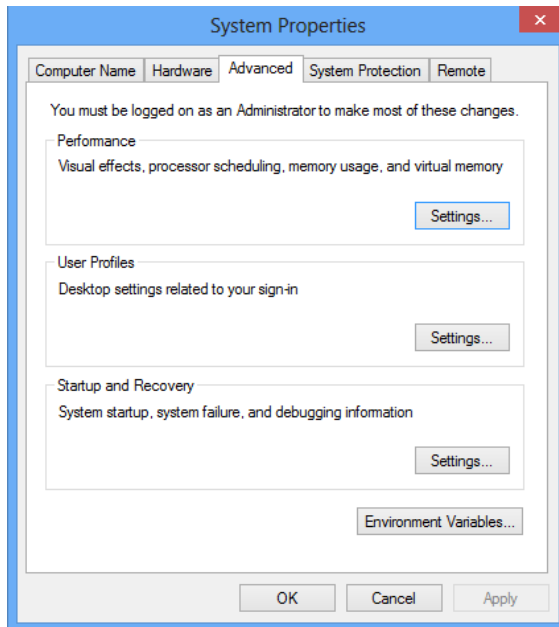 System Properties
Computer Name
Hardware
Advanced
System Protection
Remote
You must be logged on as an Administrator to make most of these changes.
Performance
Visual effects, processor scheduling, memory usage, and virtual memory
Settings...
User Profiles
Desktop settings related to your sign-in
Settings...
Startup and Recovery
System startup, system failure, and debugging information
Settings...
Environment Variables...
OK
Cancel
Apply